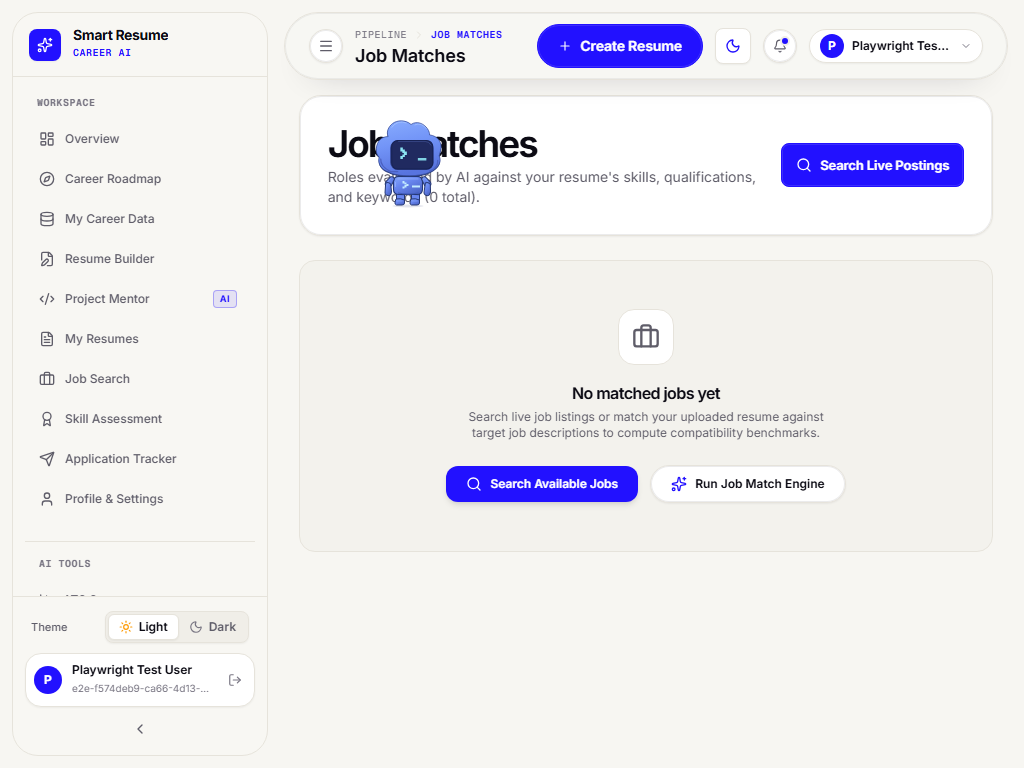 Smart Resume
CAREER AI
WORKSPACE
Overview
Career Roadmap
My Career Data
Resume Builder
Project Mentor AI
My Resumes
Job Search
Skill Assessment
Application Tracker
Profile & Settings
AI TOOLS
Theme Light Dark
P Playwright Test User
e2e-f574deb9-ca66-4d13-...
PIPELINE JOB MATCHES
Job Matches
Create Resume
P Playwright Tes...
Job atches
Roles by AI against your resume's skills, qualifications,
and (0 total).
Search Live Postings
No matched jobs yet
Search live job listings or match your uploaded resume against
target job descriptions to compute compatibility benchmarks.
Search Available Jobs
Run Job Match Engine